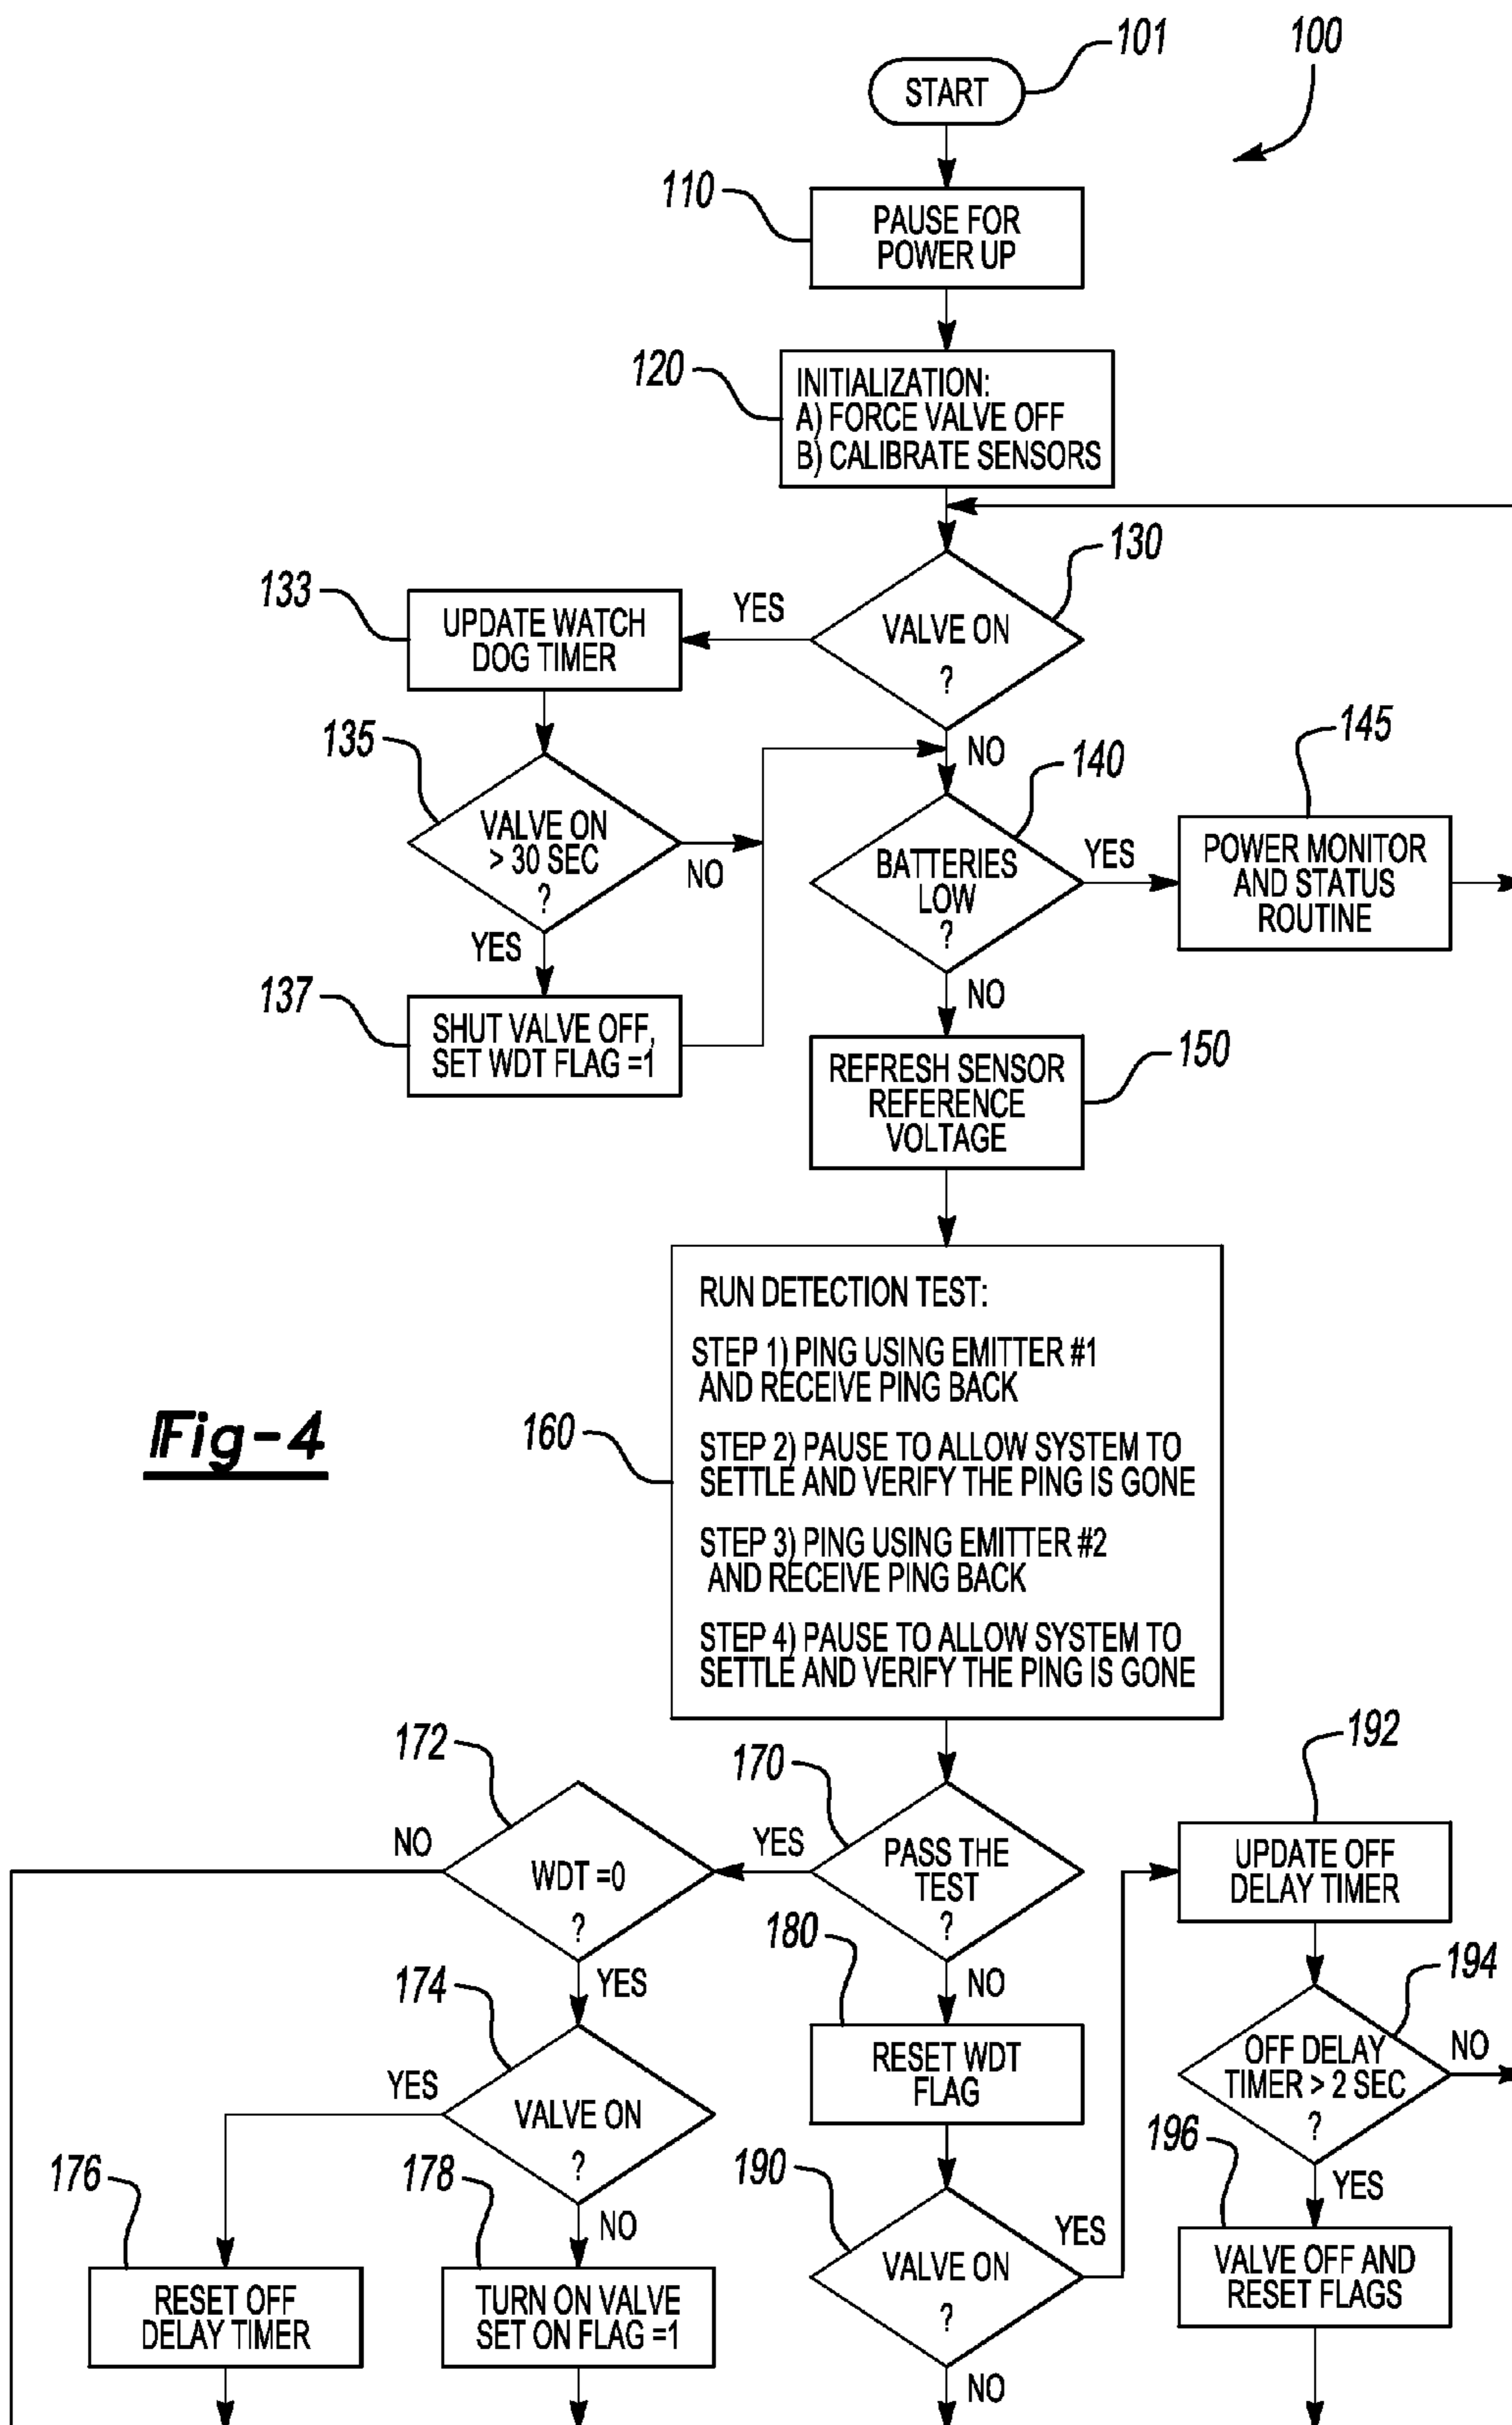 101
100
START
110
PAUSE FOR
POWER UP
120
INITIALIZATION:
A) FORCE VALVE OFF
B) CALIBRATE SENSORS
130
133
YES
UPDATE WATCH
DOG TIMER
VALVE ON
?
135
145
NO
140
VALVE ON
> 30 SEC
?
NO
YES
BATTERIES
LOW
?
YES
POWER MONITOR
AND STATUS
ROUTINE
137
NO
SHUT VALVE OFF,
SET WDT FLAG =1
150
REFRESH SENSOR
REFERENCE
VOLTAGE
RUN DETECTION TEST:
STEP 1) PING USING EMITTER #1
AND RECEIVE PING BACK
Fig-4
160
STEP 2) PAUSE TO ALLOW SYSTEM TO
SETTLE AND VERIFY THE PING IS GONE
STEP 3) PING USING EMITTER #2
AND RECEIVE PING BACK
STEP 4) PAUSE TO ALLOW SYSTEM TO
SETTLE AND VERIFY THE PING IS GONE
172
170
192
NO
WDT =0
?
YES
PASS THE
TEST
?
UPDATE OFF
DELAY TIMER
180
174
YES
NO
194
YES
VALVE ON
?
RESET WDT
FLAG
OFF DELAY
TIMER > 2 SEC
?
NO
176
178
190
196
NO
YES
YES
RESET OFF
DELAY TIMER
TURN ON VALVE
SET ON FLAG =1
VALVE ON
?
VALVE OFF AND
RESET FLAGS
NO